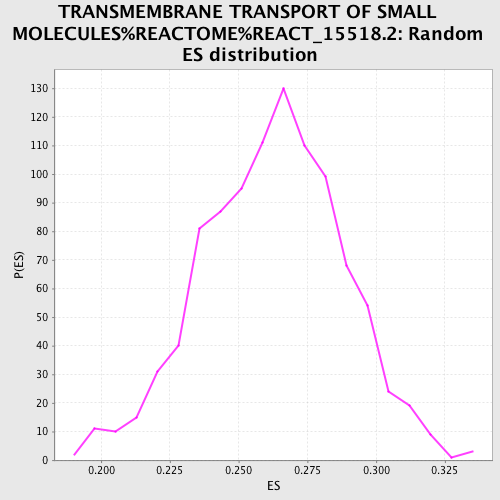 TRANSMEMBRANE TRANSPORT OF SMALL
MOLECULES%REACTOME%REACT_15518.2: Random
ES distribution
130
120
110
100
90
80
70
60
50
40
30
20
10
0
P(ES)
0.200 0.225 0.250 0.275 0.300 0.325
ES